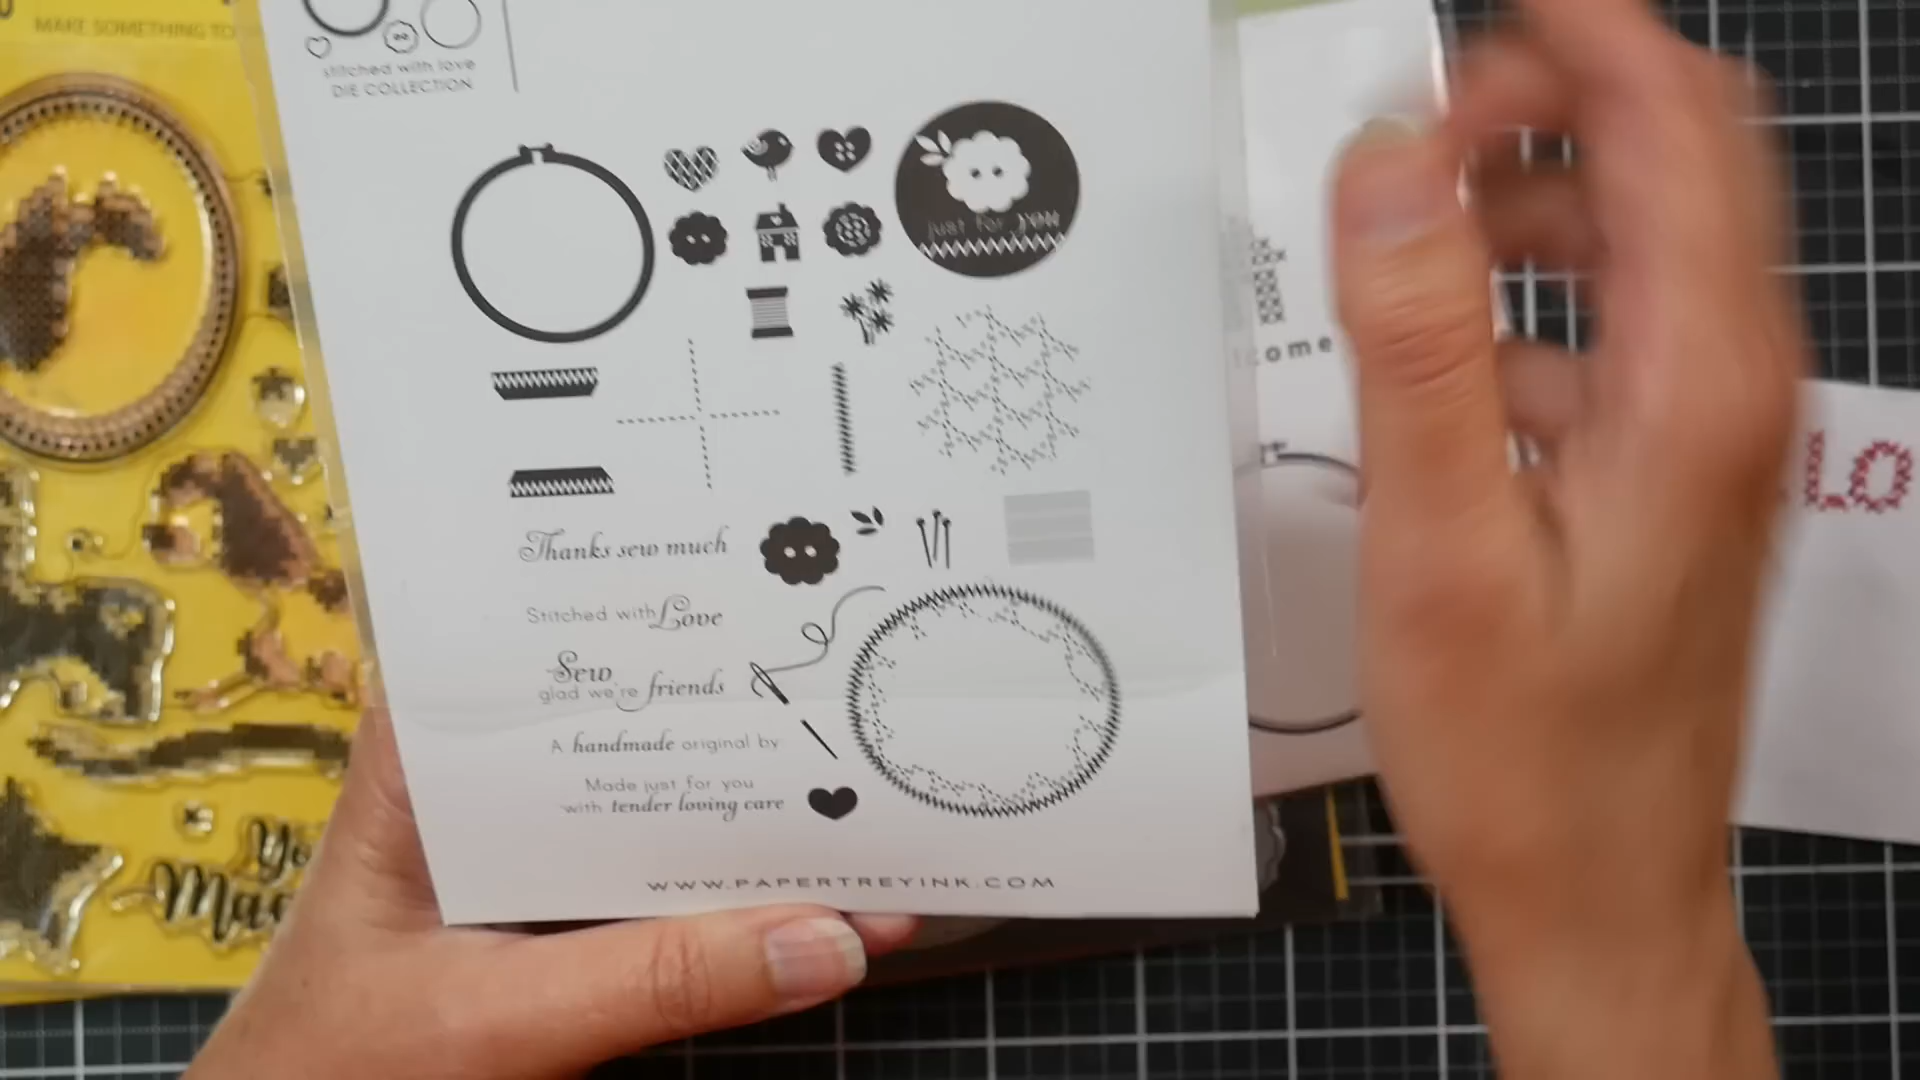 MAKE SOMETHING TO
stitched with love
DIE COLLECTION
just for you
come
LO
Thanks sew much
Stitched with Love
Sew
glad we're friends
A handmade original by:
Made just for you
with tender loving care
WWW.PAPERTREYINK.COM